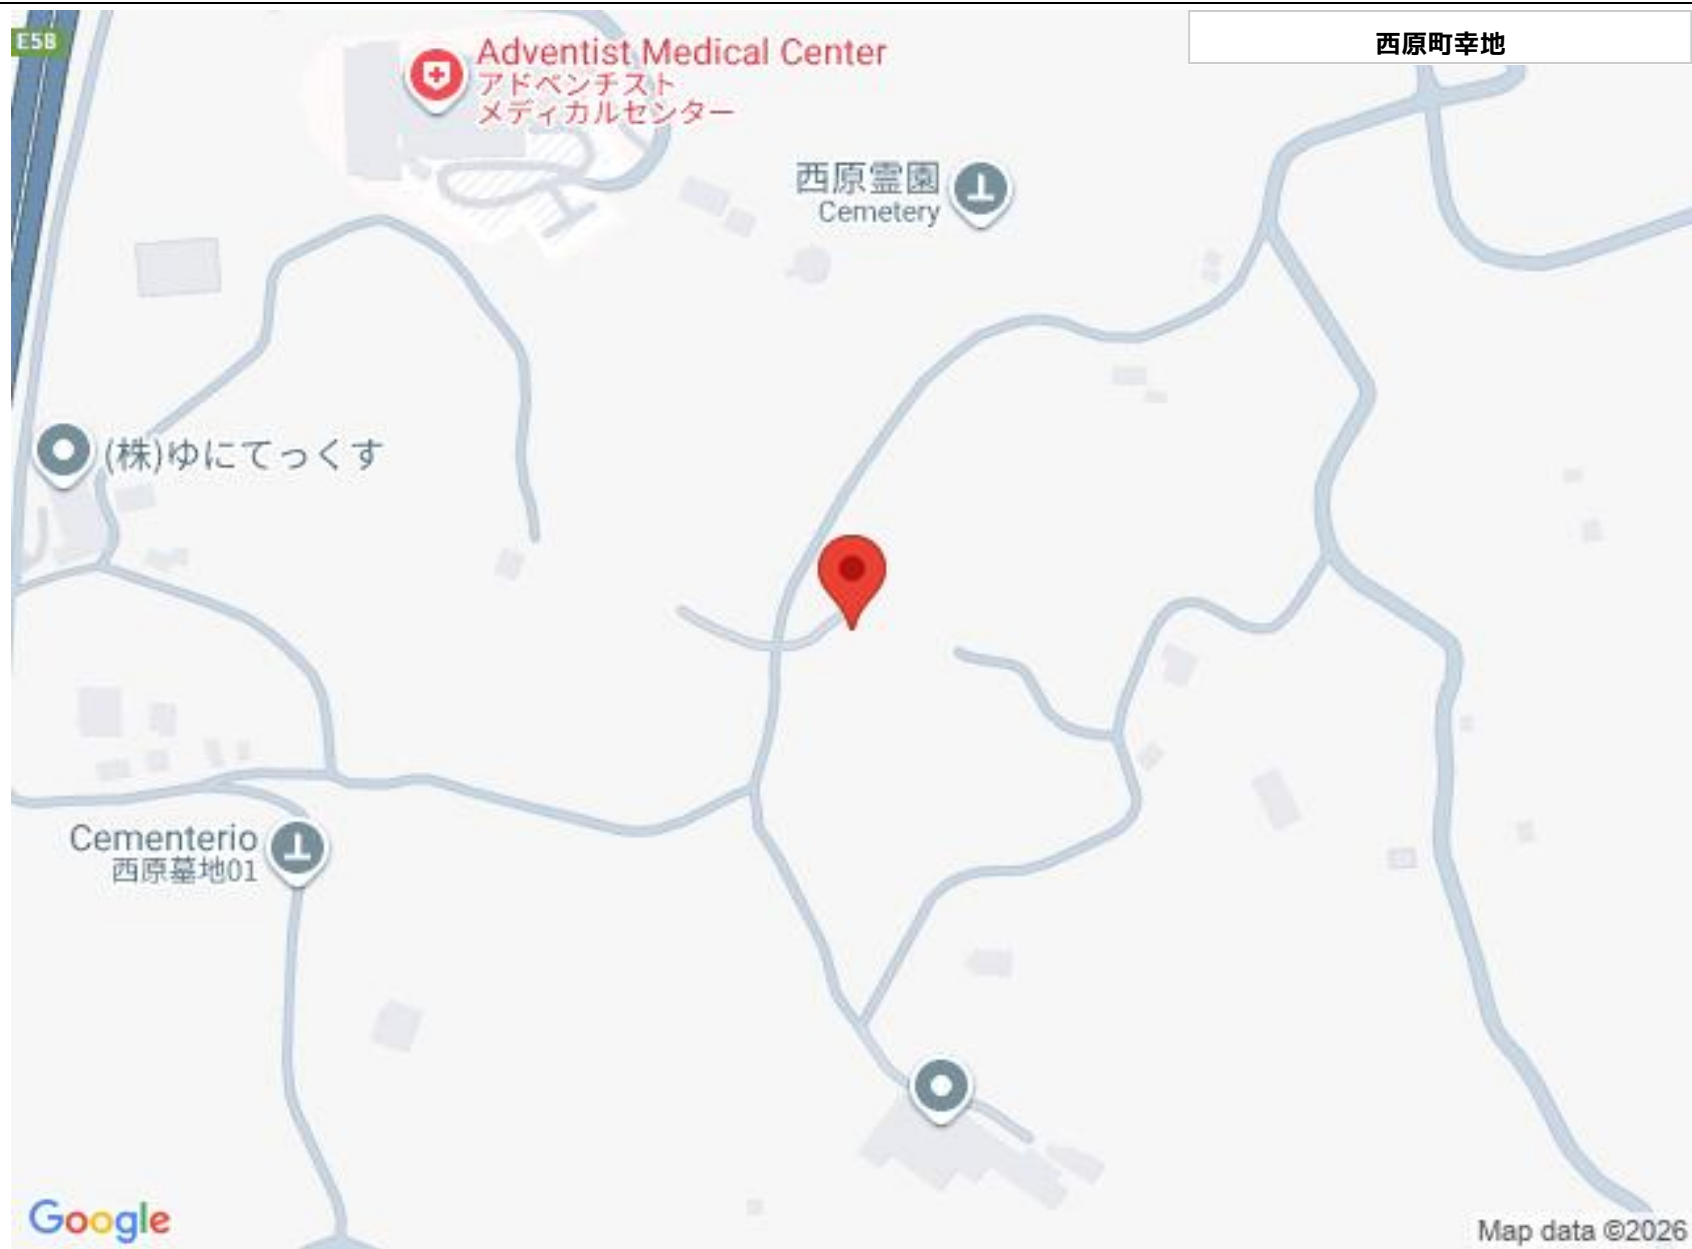 E58
Adventist Medical Center
アドベンチスト
メディカルセンター
西原町幸地
西原霊園
Cemetery
(株)ゆにてっくす
Cementerio
西原墓地01
Google
Map data ©2026